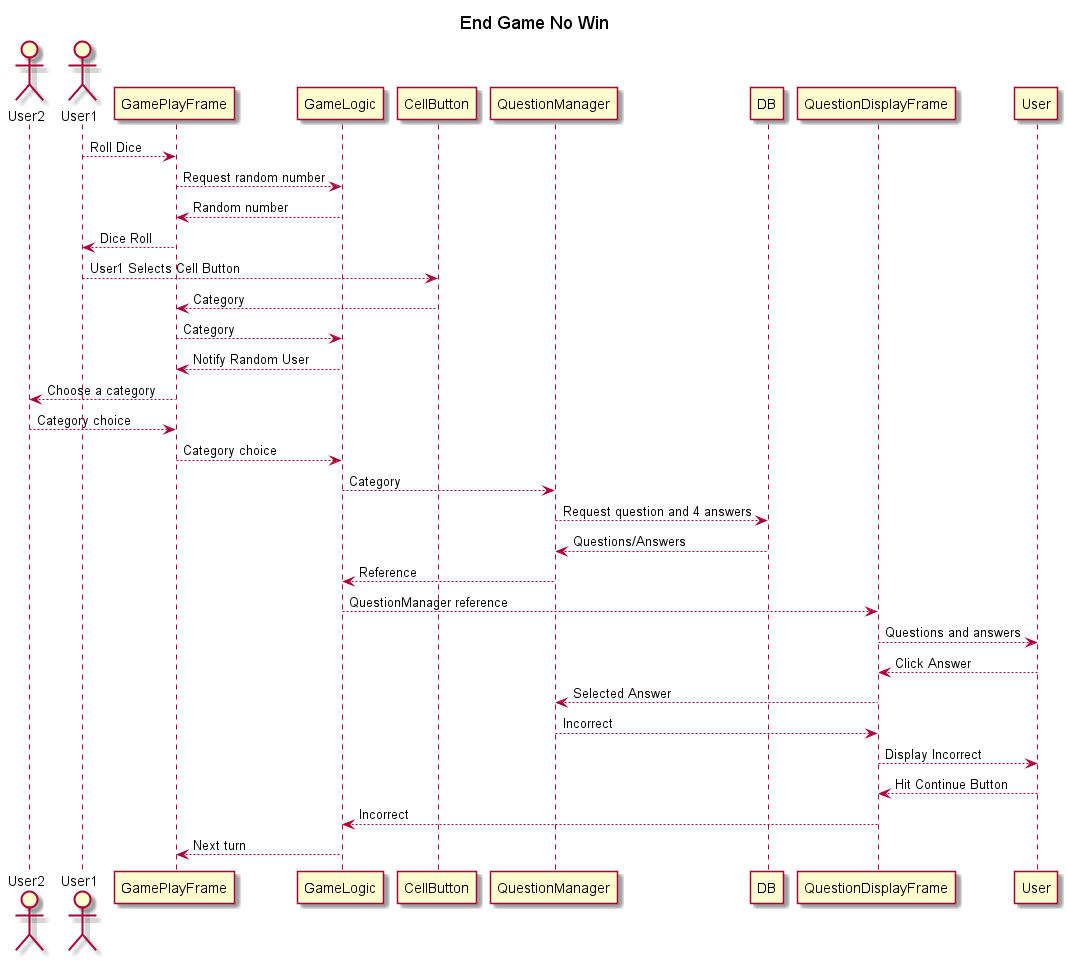 End Game No Win
User2
User1
GamePlayFrame
GameLogic
CellButton
QuestionManager
DB
QuestionDisplayFrame
User
Roll Dice
Request random number
Random number
Dice Roll
User1 Selects Cell Button
Category
Category
Notify Random User
Choose a category
Category choice
Category choice
Category
Request question and 4 answers
Questions/Answers
Reference
QuestionManager reference
Questions and answers
Click Answer
Selected Answer
Incorrect
Display Incorrect
Hit Continue Button
Incorrect
Next turn
User2
User1
GamePlayFrame
GameLogic
CellButton
QuestionManager
DB
QuestionDisplayFrame
User